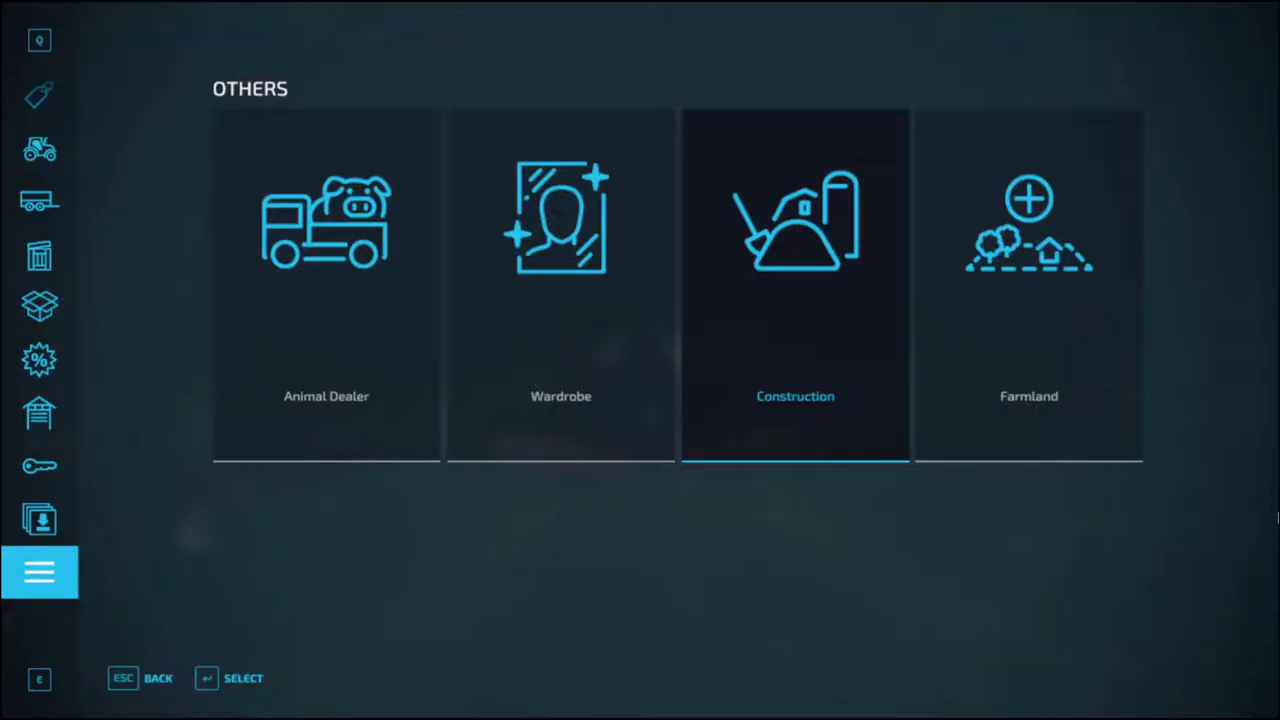 Q
OTHERS
%
Animal Dealer
Wardrobe
Construction
Farmland
E
ESC BACK
SELECT